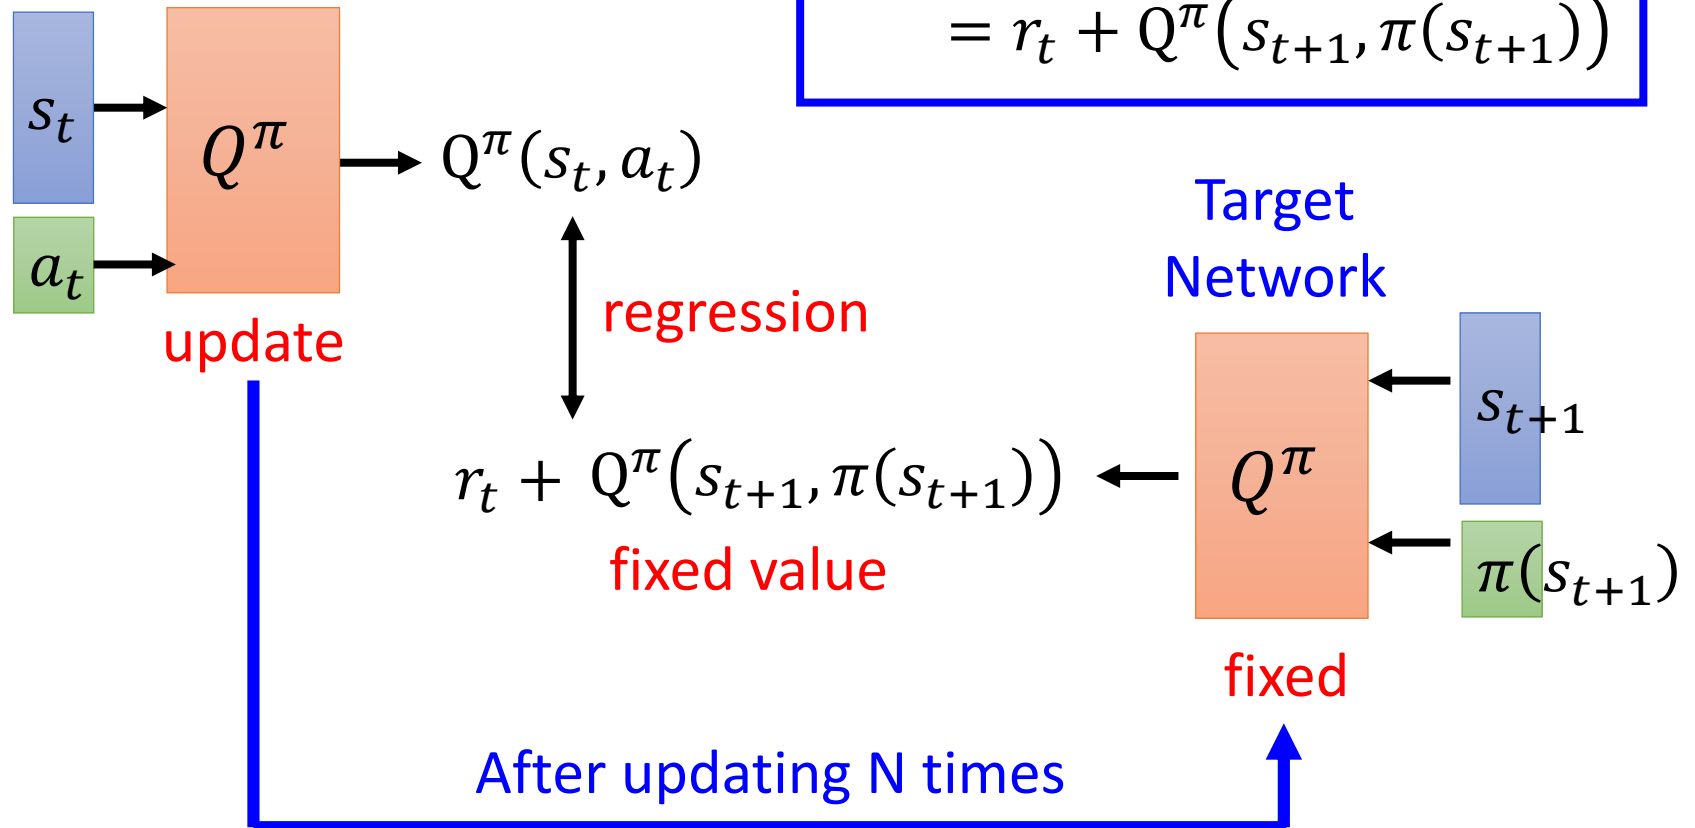 = r_t + Q^π(s_{t+1}, π(s_{t+1}))
s_t
Q^π
Q^π(s_t, a_t)
a_t
update
regression
Target
Network
s_{t+1}
r_t + Q^π(s_{t+1}, π(s_{t+1}))
Q^π
π(s_{t+1})
fixed value
fixed
After updating N times